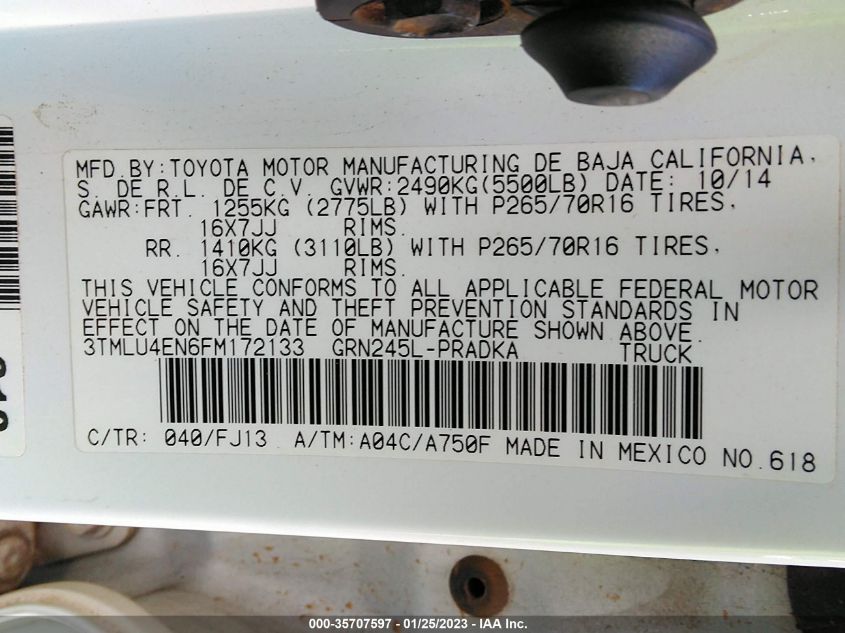 MFD.BY:TOYOTA MOTOR MANUFACTURING DE BAJA CALIFORNIA,
S. DE R.L. DE C.V. GVWR:2490KG(5500LB) DATE: 10/14
GAWR:FRT. 1255KG (2775LB) WITH P265/70R16 TIRES,
16X7JJ RIMS.
RR. 1410KG (3110LB) WITH P265/70R16 TIRES,
16X7JJ RIMS.
THIS VEHICLE CONFORMS TO ALL APPLICABLE FEDERAL MOTOR
VEHICLE SAFETY AND THEFT PREVENTION STANDARDS IN
EFFECT ON THE DATE OF MANUFACTURE SHOWN ABOVE.
3TMLU4EN6FM172133 GRN245L-PRADKA TRUCK
C/TR: 040/FJ13 A/TM:A04C/A750F MADE IN MEXICO NO.618
000-35707597 - 01/25/2023 - IAA Inc.